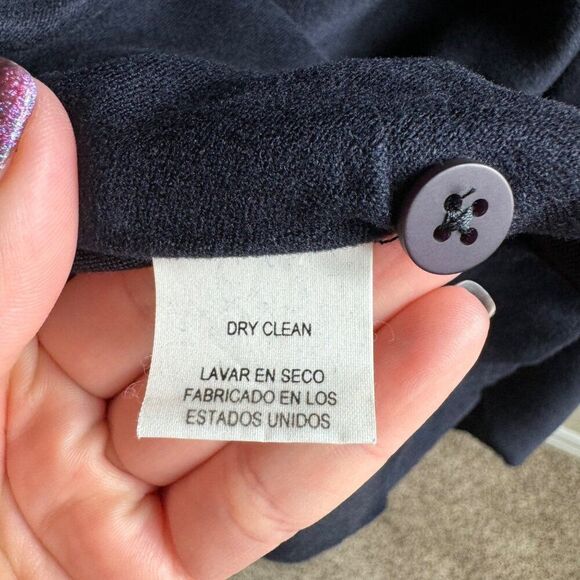 DRY CLEAN
LAVAR EN SECO
FABRICADO EN LOS
ESTADOS UNIDOS